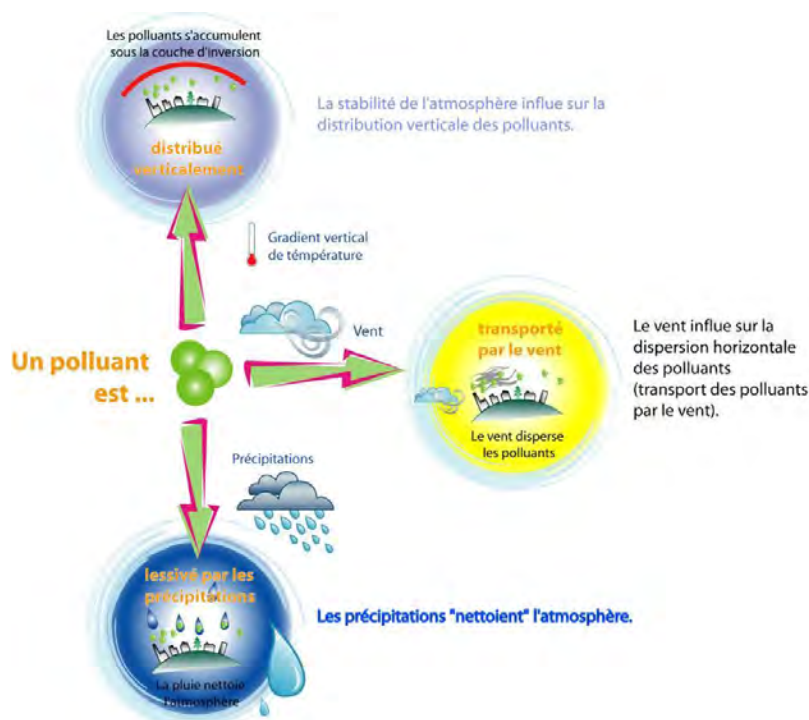 Les polluants s'accumulent
sous la couche d'inversion
distribué
verticalement
La stabilité de l'atmosphère influe sur la
distribution verticale des polluants.
Gradient vertical
de témpérature
Vent
Un polluant
est ...
transporté
par le vent
Le vent disperse
les polluants
Le vent influe sur la
dispersion horizontale
des polluants
(transport des polluants
par le vent).
Précipitations
lessivé par les
précipitations
La pluie nettoie
l'atmosphère
Les précipitations "nettoient" l'atmosphère.